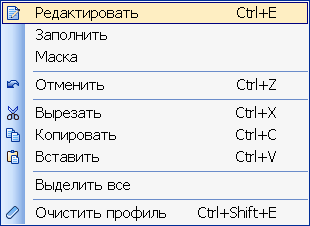 Редактировать Ctrl+E
Заполнить
Маска
Отменить Ctrl+Z
Вырезать Ctrl+X
Копировать Ctrl+C
Вставить Ctrl+V
Выделить все
Очистить профиль Ctrl+Shift+E